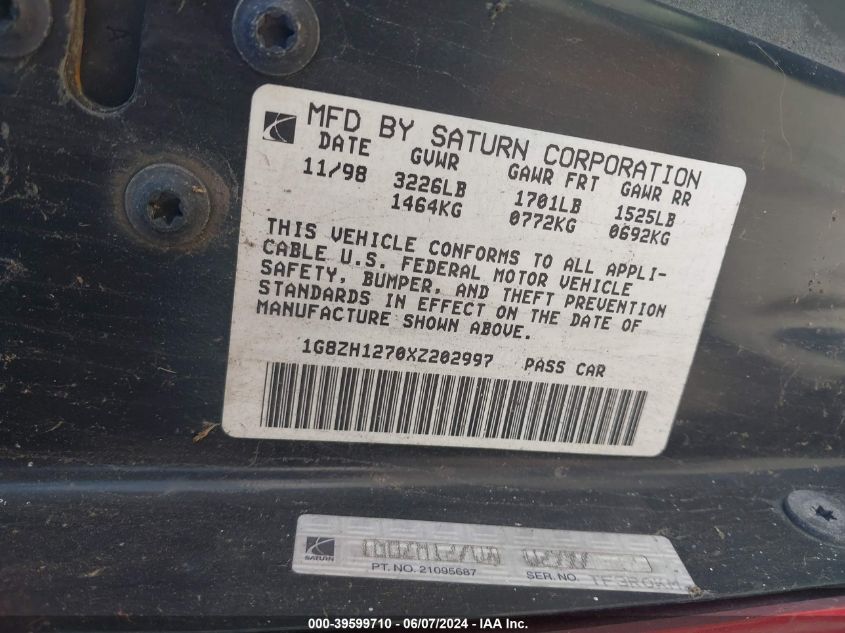 A
MFD BY SATURN CORPORATION
DATE GVWR GAWR FRT GAWR RR
11/98 3226LB 1701LB 1525LB
1464KG 0772KG 0692KG
THIS VEHICLE CONFORMS TO ALL APPLI-
CABLE U.S. FEDERAL MOTOR VEHICLE
SAFETY, BUMPER, AND THEFT PREVENTION
STANDARDS IN EFFECT ON THE DATE OF
MANUFACTURE SHOWN ABOVE.
1G8ZH1270XZ202997 PASS CAR
SATURN
PT. NO. 21095687 SER. NO.
000-39599710 - 06/07/2024 - IAA Inc.